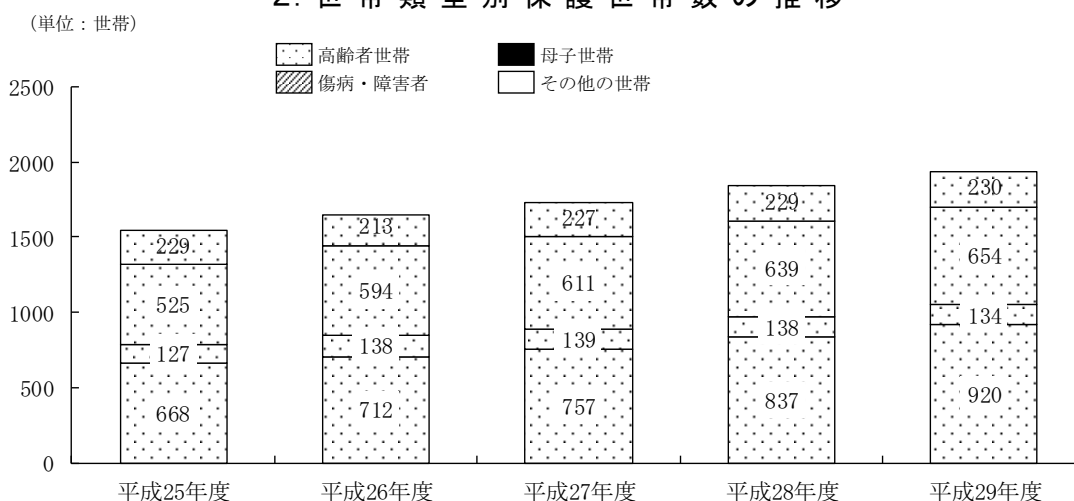 2. 世帯類型別保護世帯数の推移
(単位：世帯)
高齢者世帯 母子世帯
傷病・障害者 その他の世帯
2500
2000
1500
1000
500
0
229 213 227 229 230
525 594 611 639 654
127 138 139 138 134
668 712 757 837 920
平成25年度 平成26年度 平成27年度 平成28年度 平成29年度